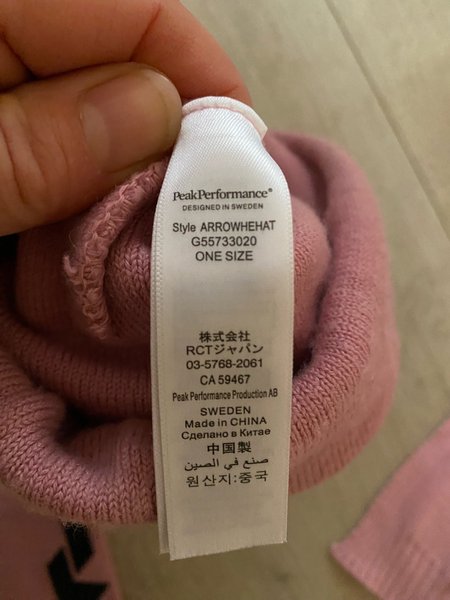 PeakPerformance®
DESIGNED IN SWEDEN
Style ARROWHEHAT
G55733020
ONE SIZE
株式会社
RCTジャパン
03-5768-2061
CA 59467
Peak Performance Production AB
SWEDEN
Made in CHINA
Сделано в Китае
中国製
صنع في الصين
원산지:중국